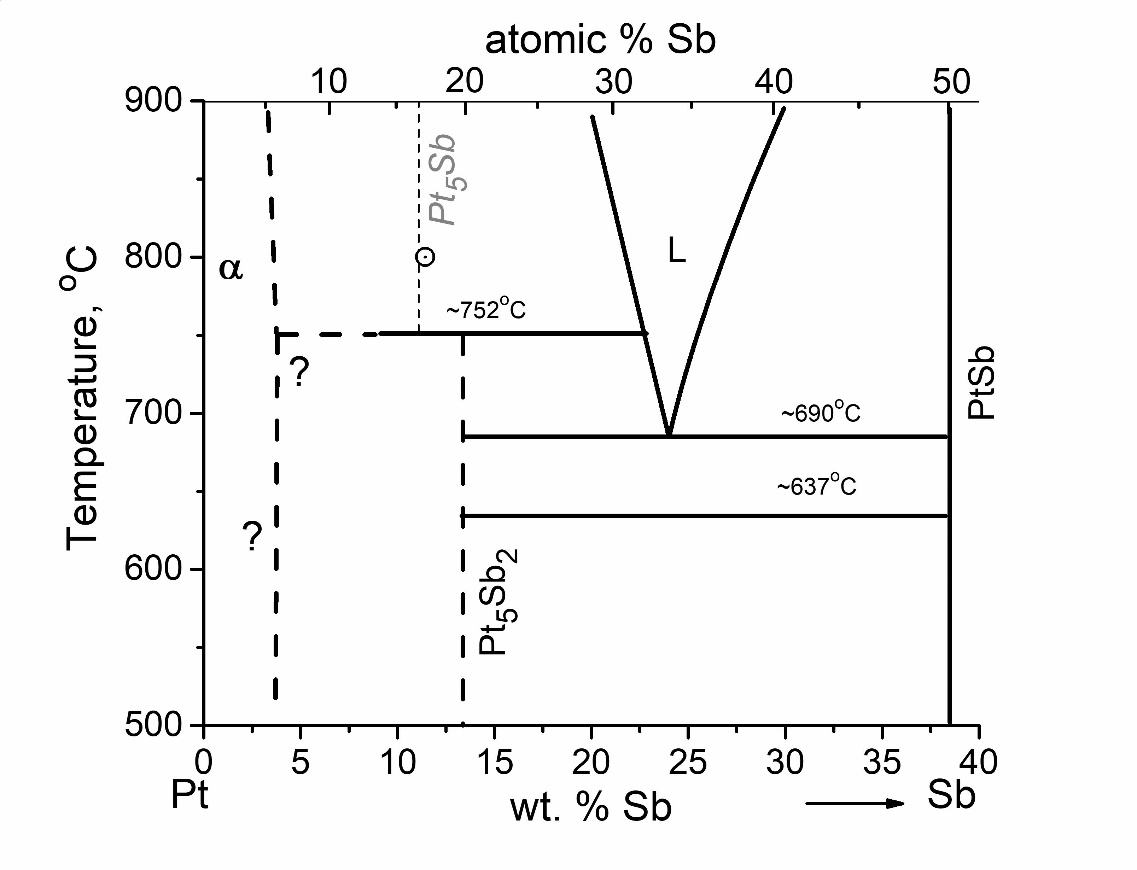 atomic % Sb
10 20 30 40 50
900
800
700
600
500
Temperature, °C
α
Pt₅Sb
~752°C
L
?
~690°C
~637°C
?
Pt₅Sb₂
PtSb
0 5 10 15 20 25 30 35 40
Pt
wt. % Sb
Sb